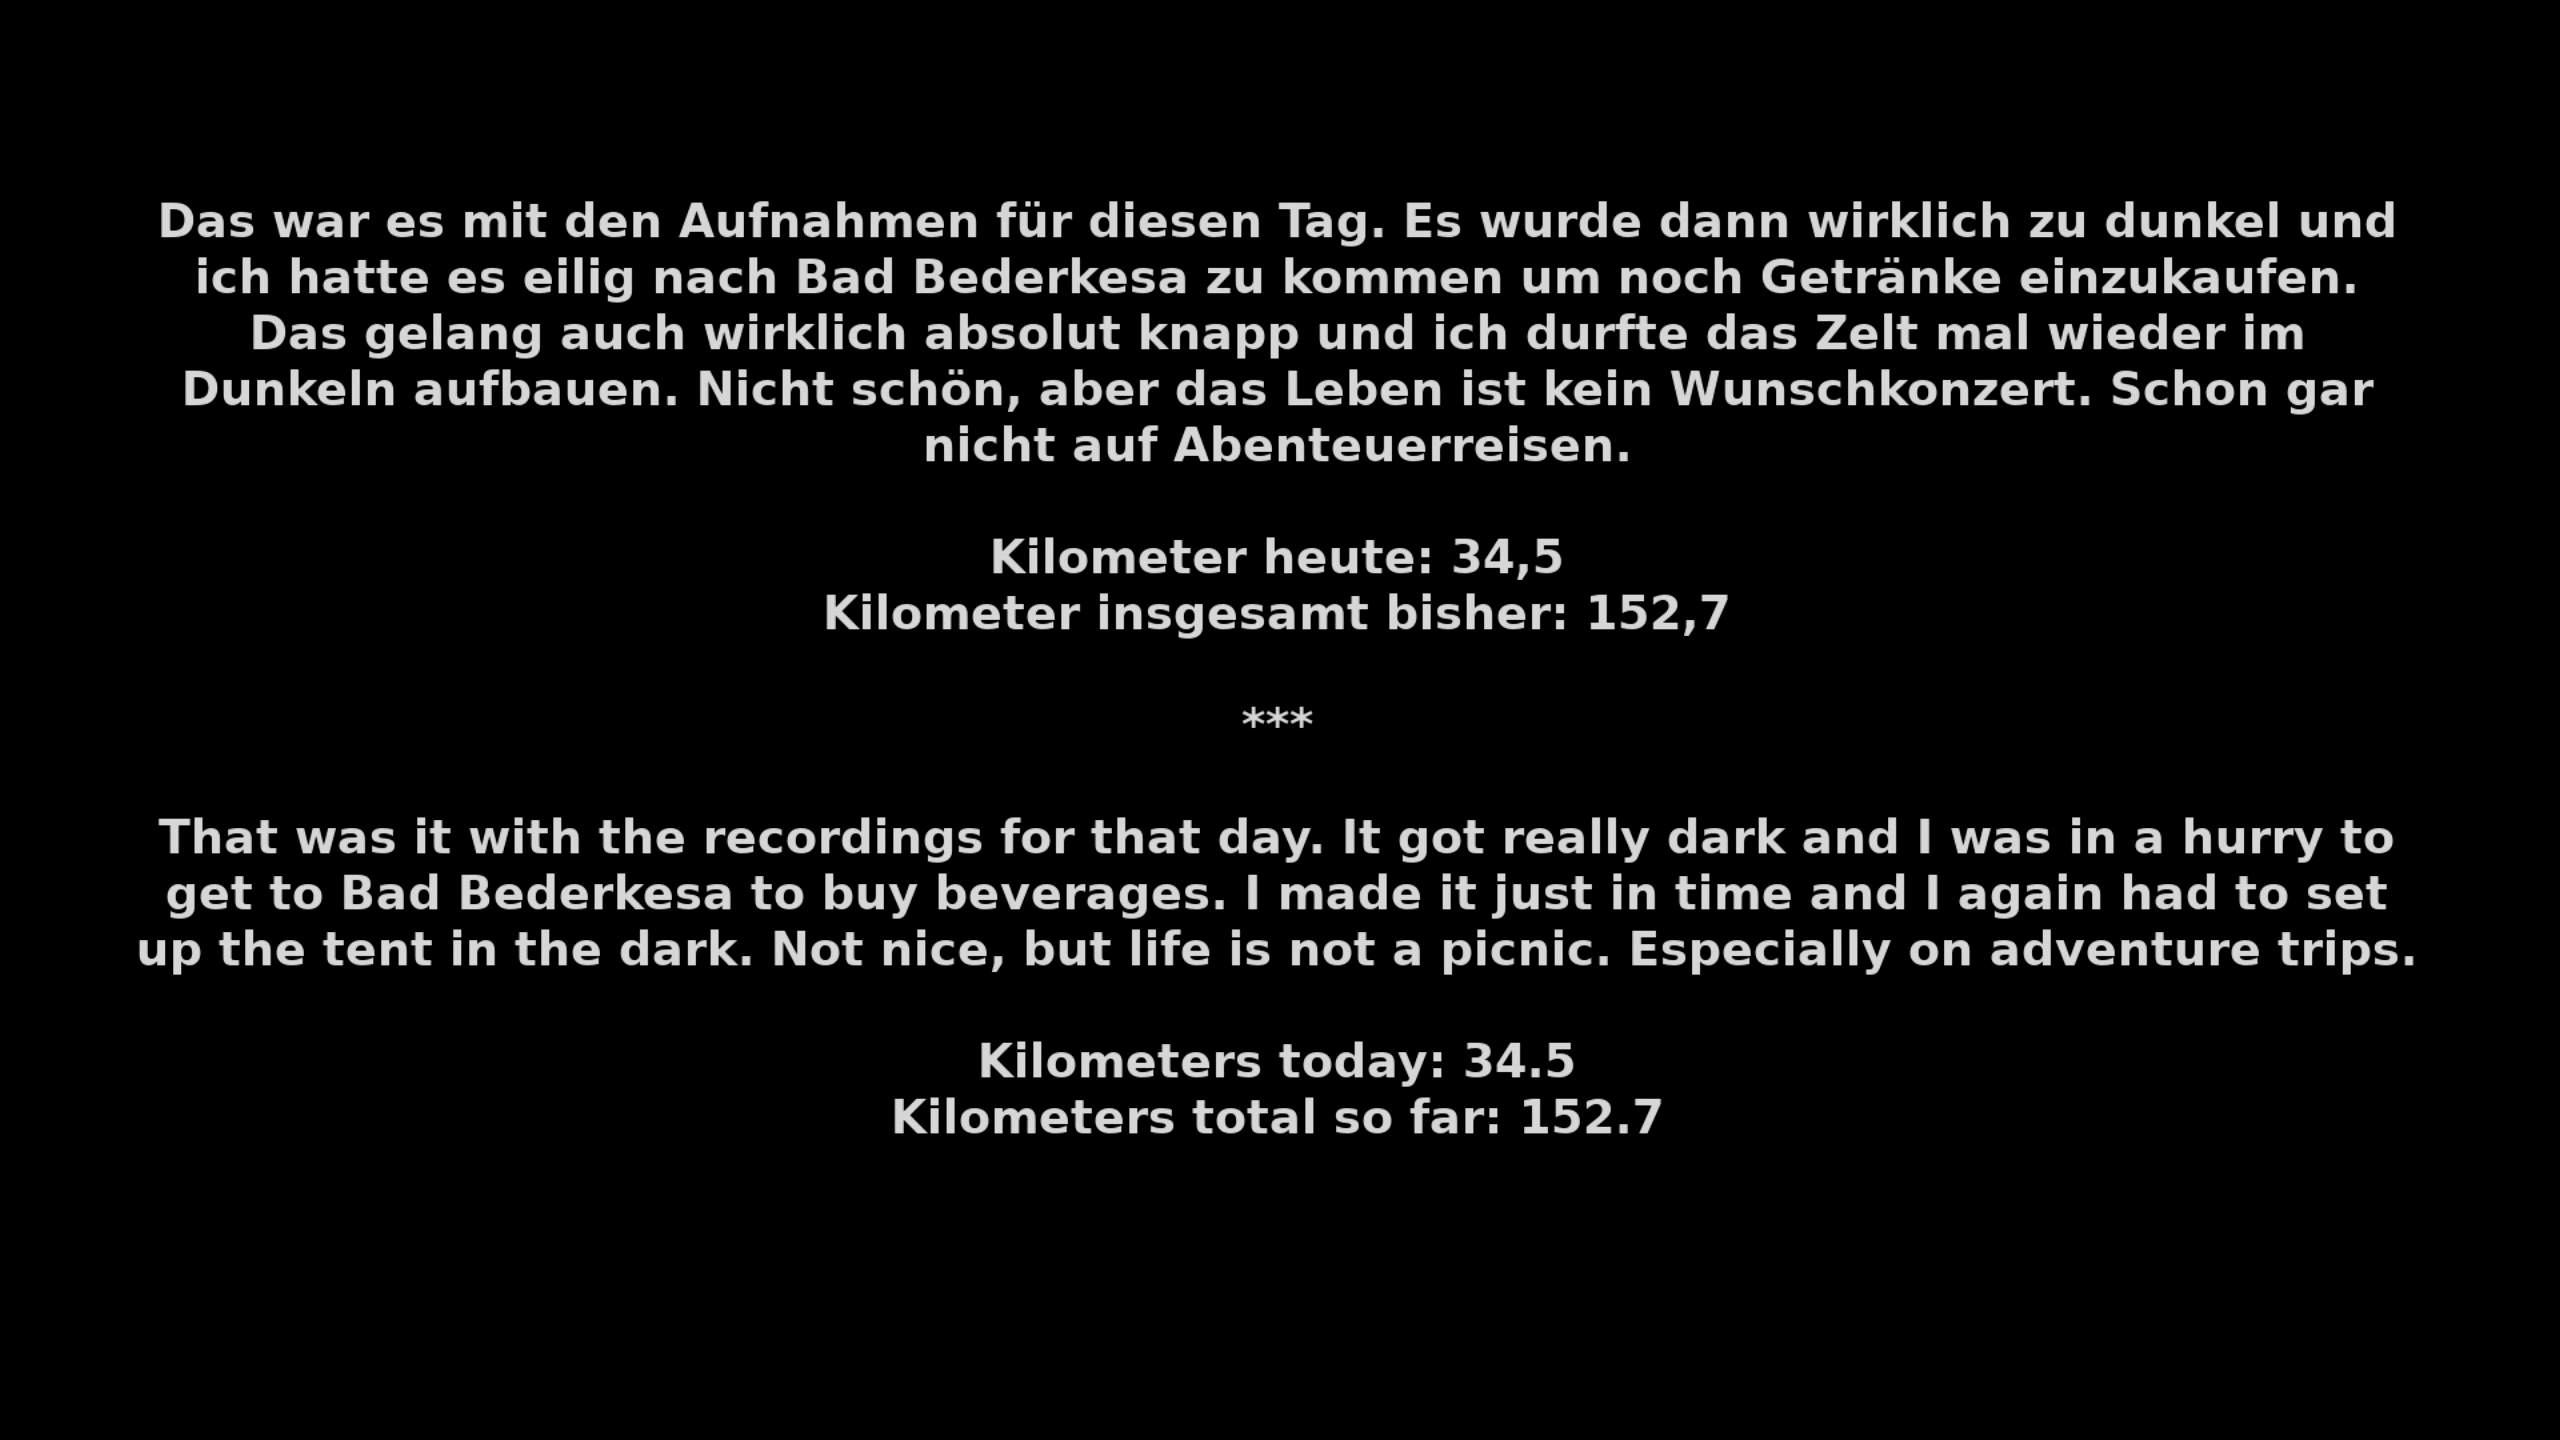 Das war es mit den Aufnahmen für diesen Tag. Es wurde dann wirklich zu dunkel und
ich hatte es eilig nach Bad Bederkesa zu kommen um noch Getränke einzukaufen.
Das gelang auch wirklich absolut knapp und ich durfte das Zelt mal wieder im
Dunkeln aufbauen. Nicht schön, aber das Leben ist kein Wunschkonzert. Schon gar
nicht auf Abenteuerreisen.
Kilometer heute: 34,5
Kilometer insgesamt bisher: 152,7
***
That was it with the recordings for that day. It got really dark and I was in a hurry to
get to Bad Bederkesa to buy beverages. I made it just in time and I again had to set
up the tent in the dark. Not nice, but life is not a picnic. Especially on adventure trips.
Kilometers today: 34.5
Kilometers total so far: 152.7